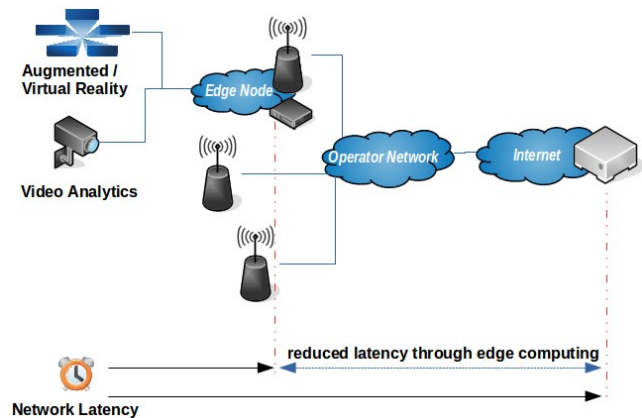 Augmented /
Virtual Reality
Edge Node
Video Analytics
Operator Network
Internet
reduced latency through edge computing
Network Latency